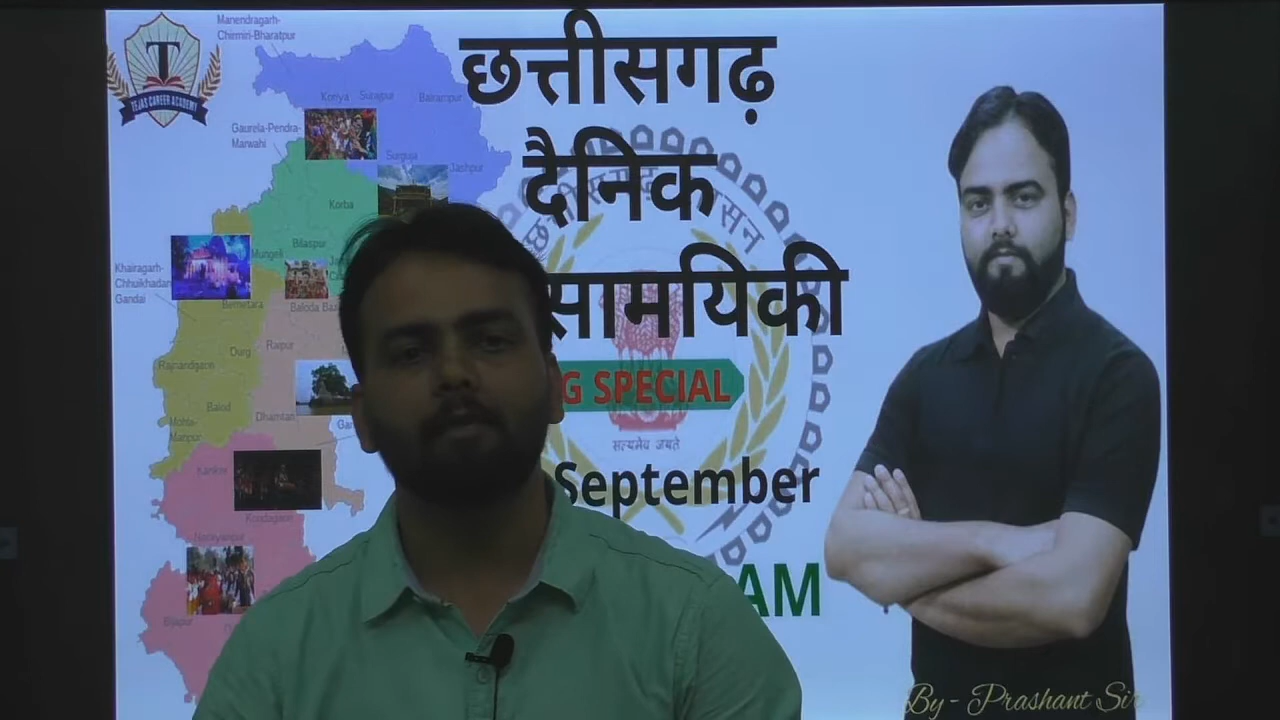 TEJAS CAREER ACADEMY
T
Manendragarh-
Chirmiri-Bharatpur
Koriya
Surajpur
Balrampur
Gaurela-Pendra-
Marwahi
Surguja
Jashpur
Korba
Bilaspur
Mungeli
Khairagarh-
Chhuikhadan
Gandai
Bemetara
Baloda
Durg
Raipur
Rajnandgaon
Balod
Dhamtari
Mohla-
Manpur
Kanker
Kondagaon
Narayanpur
Bijapur
छत्तीसगढ़
दैनिक
सामयिकी
G SPECIAL
सत्यमेव जयते
September
AM
By - Prashant Sir